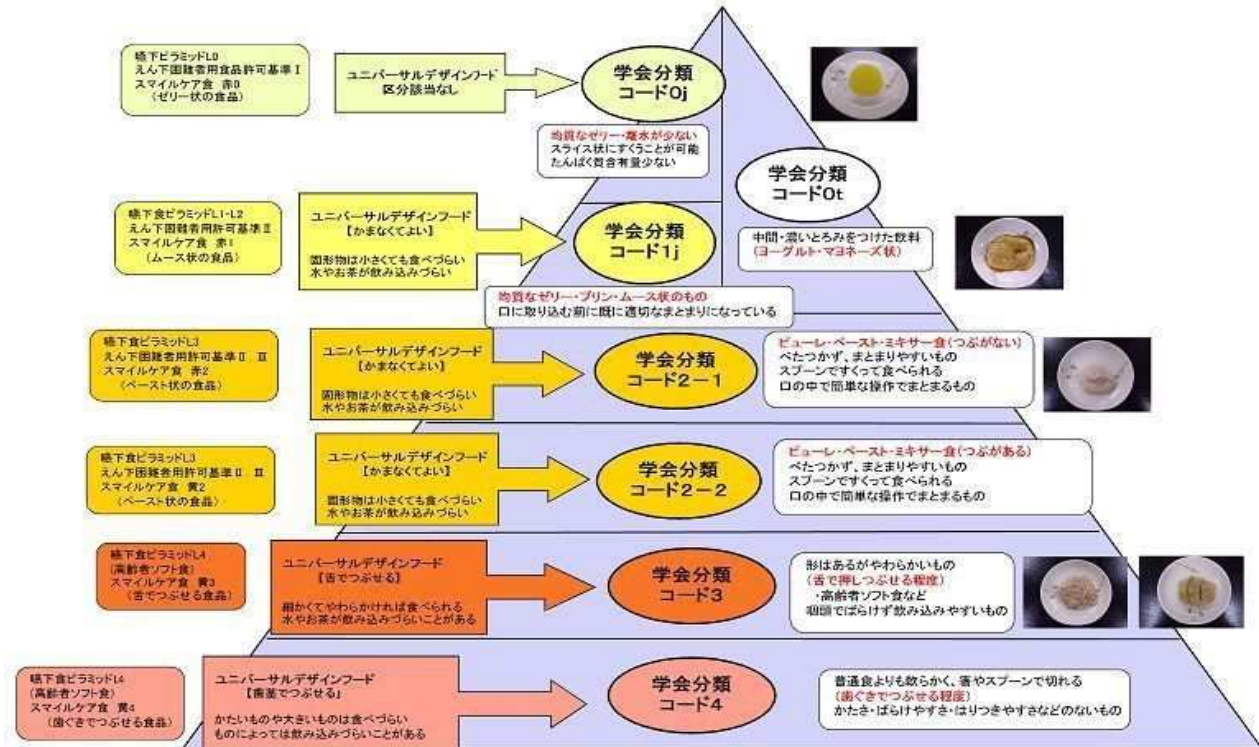 嚥下ピラミッドL0
えん下困難者用食品許可基準Ⅰ
スマイルケア食 赤0
(ゼリー状の食品)
ユニバーサルデザインフード
区分該当なし
学会分類
コード0j
均質なゼリー・離水が少ない
スライス状にすくうことが可能
たんぱく質含有量少ない
学会分類
コード0t
中間・濃いとろみをつけた飲料
(ヨーグルト・マヨネーズ状)
嚥下食ピラミッドL1・L2
えん下困難者用許可基準Ⅱ
スマイルケア食 赤1
(ムース状の食品)
ユニバーサルデザインフード
【かまなくてよい】
固形物は小さくても食べづらい
水やお茶が飲み込みづらい
学会分類
コード1j
均質なゼリー・プリン・ムース状のもの
口に取り込む前に既に適切なまとまりになっている
嚥下食ピラミッドL3
えん下困難者用許可基準Ⅱ Ⅲ
スマイルケア食 赤2
(ペースト状の食品)
ユニバーサルデザインフード
【かまなくてよい】
固形物は小さくても食べづらい
水やお茶が飲み込みづらい
学会分類
コード2-1
ピューレ・ペースト・ミキサー食(つぶがない)
べたつかず、まとまりやすいもの
スプーンですくって食べられる
口の中で簡単な操作でまとまるもの
嚥下食ピラミッドL3
えん下困難者用許可基準Ⅱ Ⅲ
スマイルケア食 黄2
(ペースト状の食品)
ユニバーサルデザインフード
【かまなくてよい】
固形物は小さくても食べづらい
水やお茶が飲み込みづらい
学会分類
コード2-2
ピューレ・ペースト・ミキサー食(つぶがある)
べたつかず、まとまりやすいもの
スプーンですくって食べられる
口の中で簡単な操作でまとまるもの
嚥下食ピラミッドL4
(高齢者ソフト食)
スマイルケア食 黄3
(舌でつぶせる食品)
ユニバーサルデザインフード
【舌でつぶせる】
細かくてやわらかければ食べられる
水やお茶が飲み込みづらいことがある
学会分類
コード3
形はあるがやわらかいもの
(舌で押しつぶせる程度)
・高齢者ソフト食など
咽頭でばらけず飲み込みやすいもの
嚥下食ピラミッドL4
(高齢者ソフト食)
スマイルケア食 黄4
(歯ぐきでつぶせる食品)
ユニバーサルデザインフード
【歯茎でつぶせる」
かたいものや大きいものは食べづらい
ものによっては飲み込みづらいことがある
学会分類
コード4
普通食よりも軟らかく、箸やスプーンで切れる
(歯ぐきでつぶせる程度)
かたさ・ばらけやすさ・はりつきやすさなどのないもの